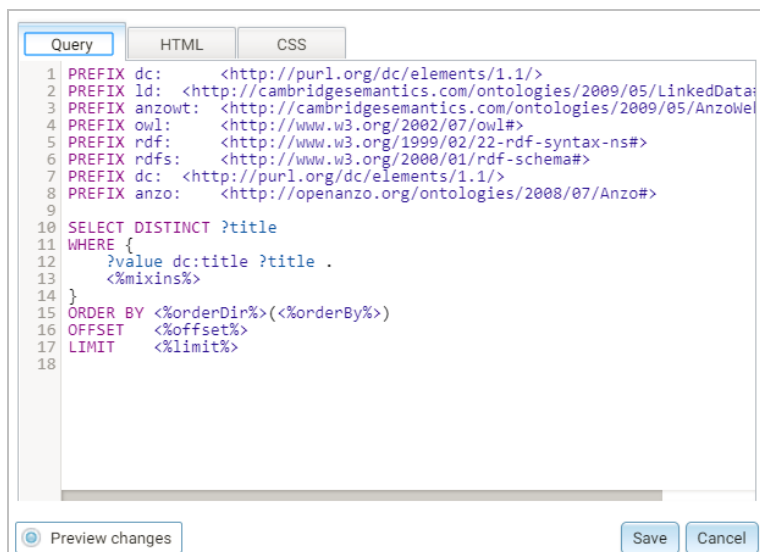 Query HTML CSS
1 PREFIX dc: <http://purl.org/dc/elements/1.1/>
2 PREFIX ld: <http://cambridgesemantics.com/ontologies/2009/05/LinkedData#
3 PREFIX anzowt: <http://cambridgesemantics.com/ontologies/2009/05/AnzoWe
4 PREFIX owl: <http://www.w3.org/2002/07/owl#>
5 PREFIX rdf: <http://www.w3.org/1999/02/22-rdf-syntax-ns#>
6 PREFIX rdfs: <http://www.w3.org/2000/01/rdf-schema#>
7 PREFIX dc: <http://purl.org/dc/elements/1.1/>
8 PREFIX anzo: <http://openanzo.org/ontologies/2008/07/Anzo#>
9
10 SELECT DISTINCT ?title
11 WHERE {
12 ?value dc:title ?title .
13 <%mixins%>
14 }
15 ORDER BY <%orderDir%>(<%orderBy%>)
16 OFFSET <%offset%>
17 LIMIT <%limit%>
18
Preview changes Save Cancel